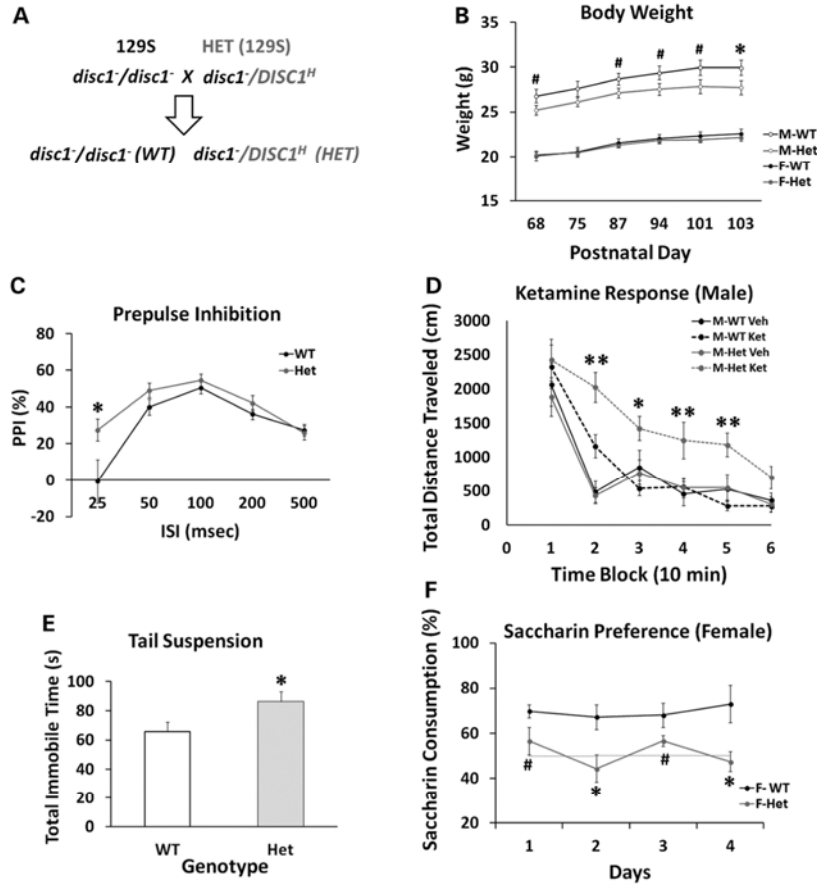 A
129S HET (129S)
disc1⁻/disc1⁻ X disc1⁻/DISC1ᴴ
disc1⁻/disc1⁻ (WT) disc1⁻/DISC1ᴴ (HET)
B
Body Weight
Weight (g)
35
30
25
20
15
# # # # *
M-WT
M-Het
F-WT
F-Het
68 75 87 94 101 103
Postnatal Day
C
Prepulse Inhibition
PPI (%)
80
60
40
20
0
-20
*
WT
Het
25 50 100 200 500
ISI (msec)
D
Ketamine Response (Male)
Total Distance Traveled (cm)
3000
2500
2000
1500
1000
500
0
M-WT Veh
M-WT Ket
M-Het Veh
M-Het Ket
** * ** **
0 1 2 3 4 5 6
Time Block (10 min)
E
Tail Suspension
Total Immobile Time (s)
100
80
60
40
20
0
*
WT Het
Genotype
F
Saccharin Preference (Female)
Saccharin Consumption (%)
100
80
60
40
20
# * # *
F- WT
F-Het
1 2 3 4
Days